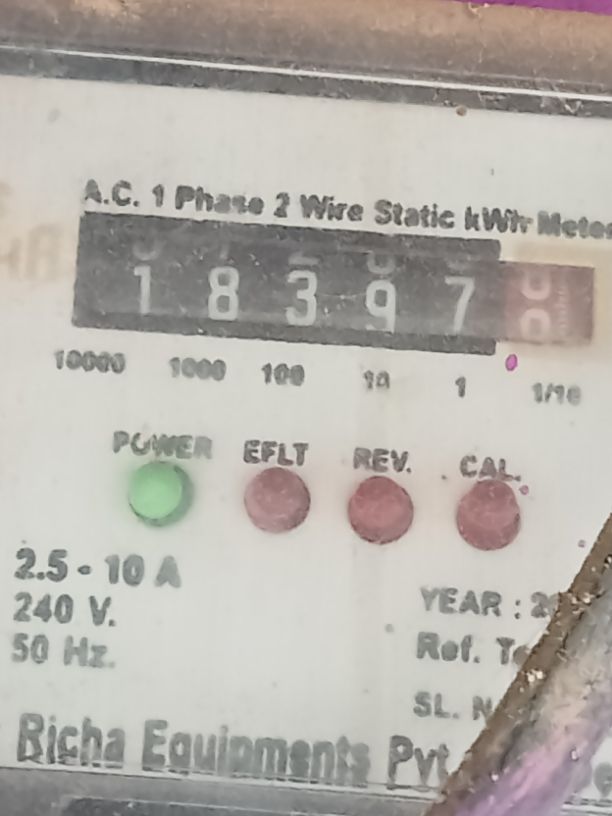 A.C. 1 Phase 2 Wire Static kWh Meter
1 8 3 9 7
10000 1000 100 10 1 1/10
POWER EFLT REV. CAL.
2.5 - 10 A
240 V.
50 Hz.
YEAR :
Ref.
SL.
Richa Equipments Pvt